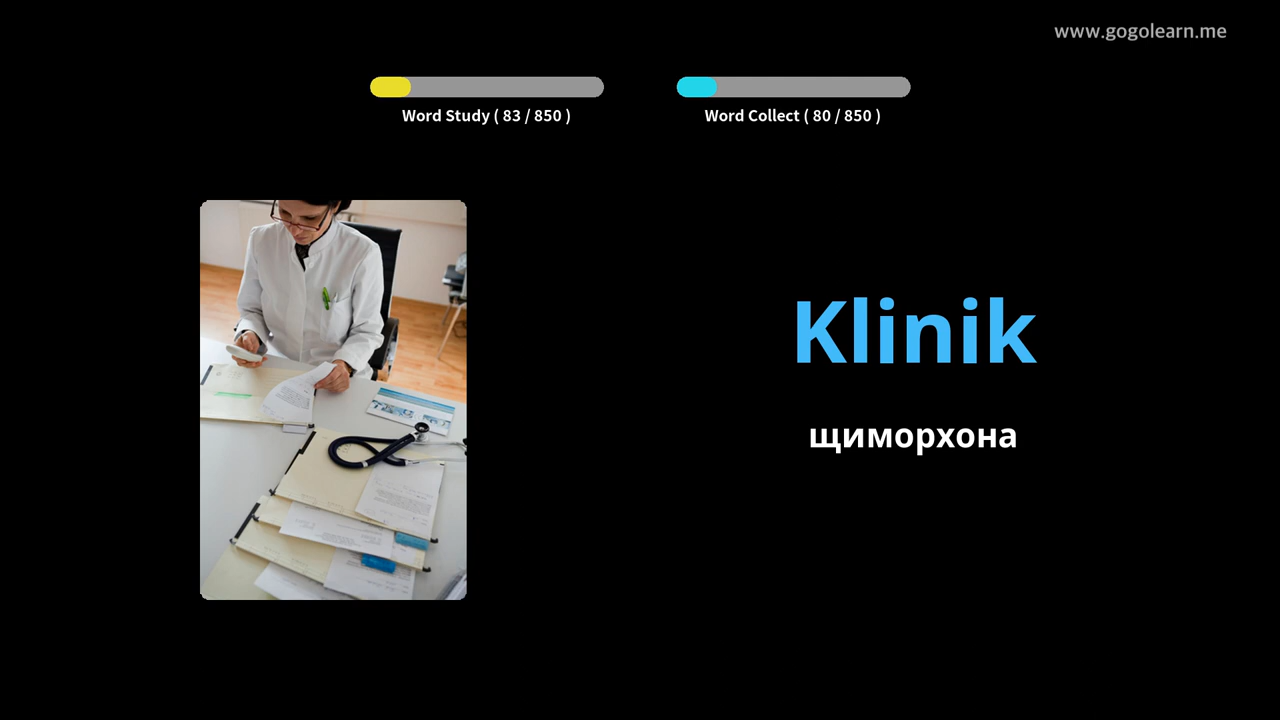 www.gogolearn.me
Word Study ( 83 / 850 )
Word Collect ( 80 / 850 )
Klinik
щиморхона